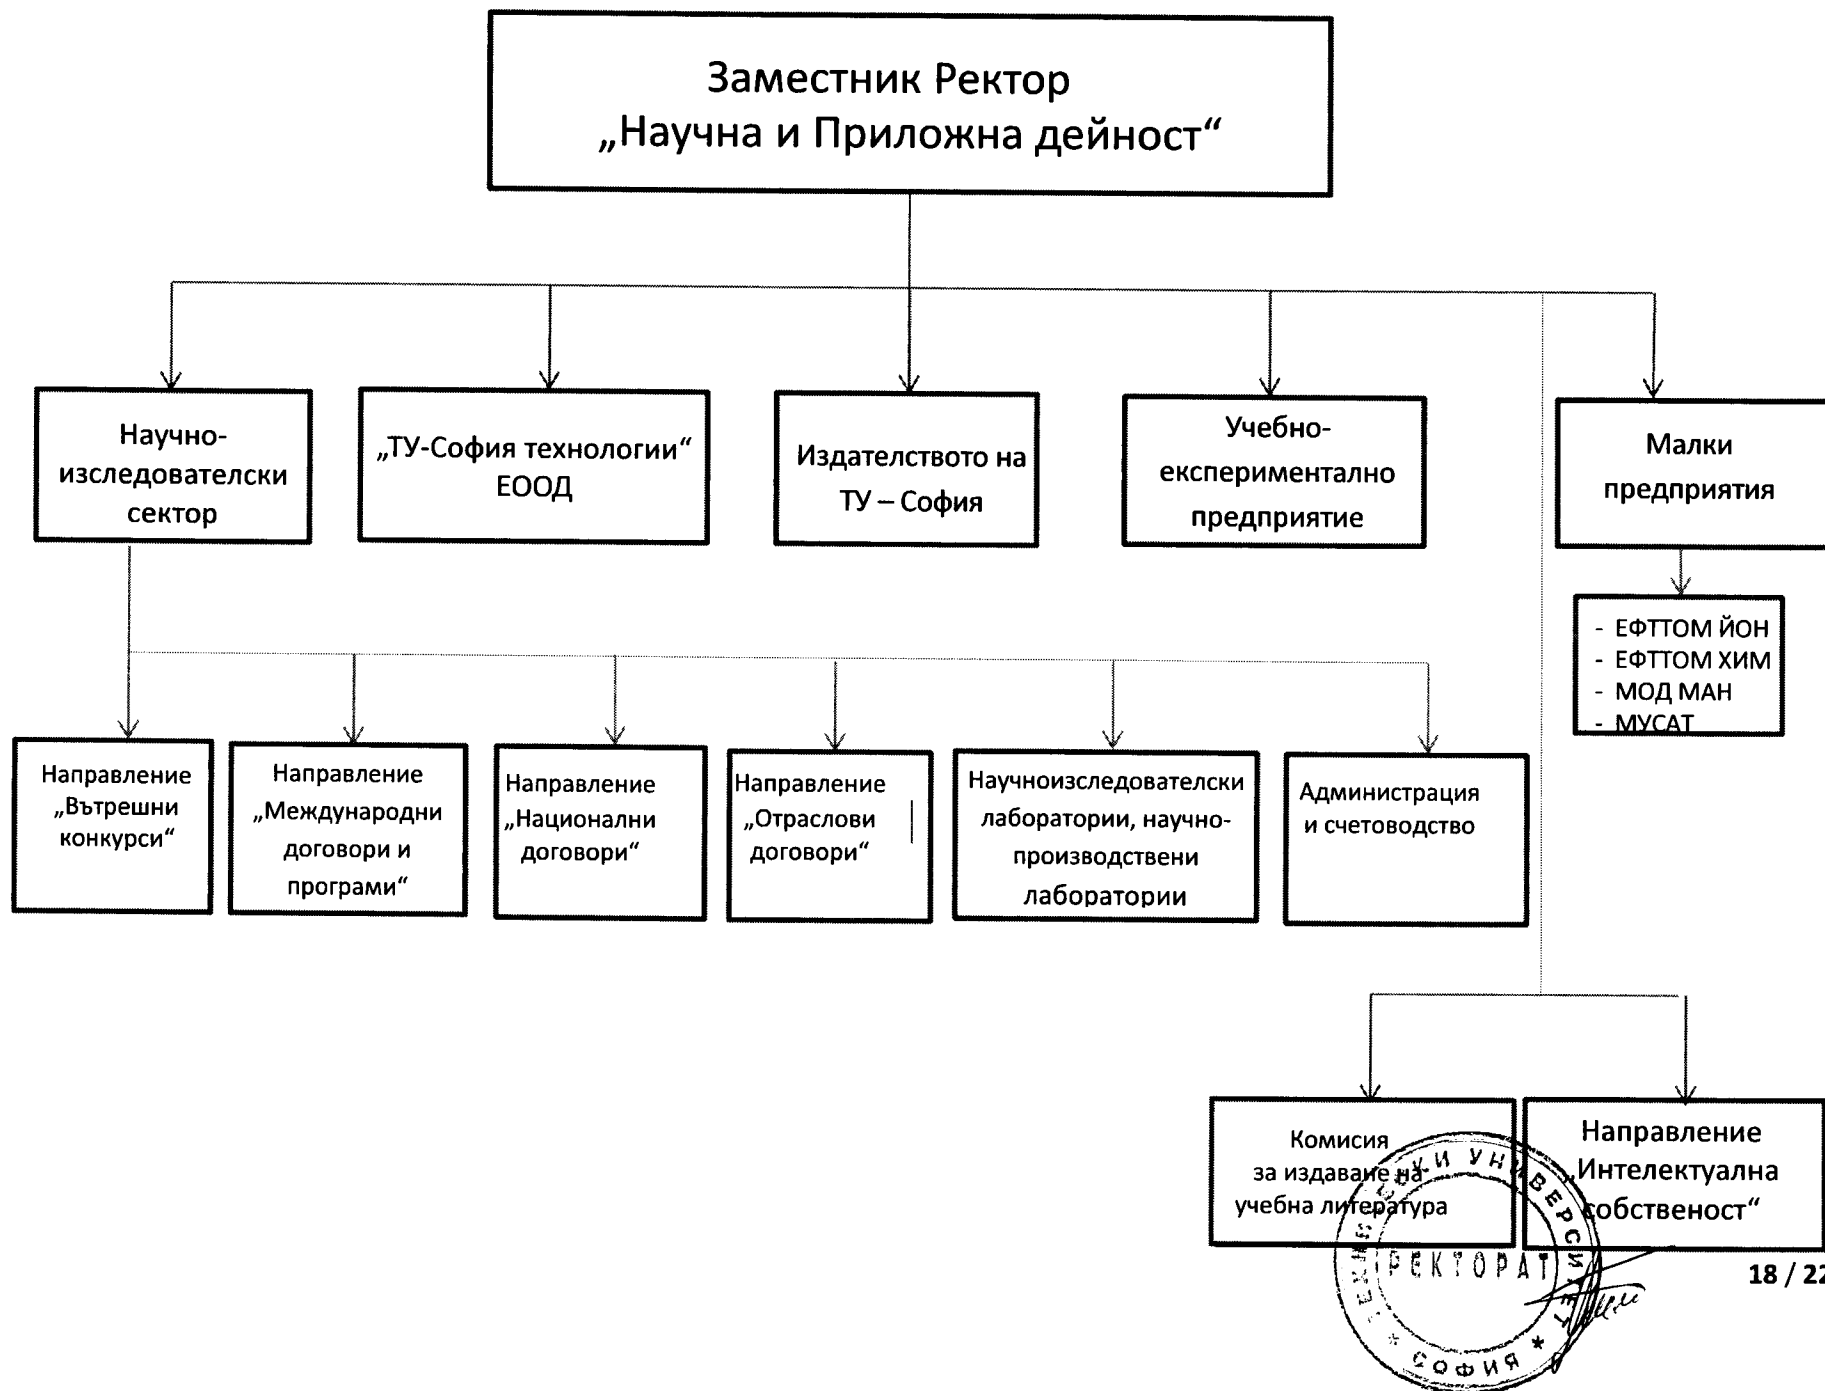 Заместник Ректор
„Научна и Приложна дейност“
Научно-
изследователски
сектор
„ТУ-София технологии“
ЕООД
Издателството на
ТУ – София
Учебно-
експериментално
предприятие
Малки
предприятия
- ЕФТТОМ ЙОН
- ЕФТТОМ ХИМ
- МОД МАН
- МУСАТ
Направление
„Вътрешни
конкурси“
Направление
„Международни
договори и
програми“
Направление
„Национални
договори“
Направление
„Отраслови
договори“
Научноизследователски
лаборатории, научно-
производствени
лаборатории
Администрация
и счетоводство
Комисия
за издаване на
учебна литература
Направление
„Интелектуална
собственост“
УНИВЕРСИТЕТ * СОФИЯ *
РЕКТОРАТ
18 / 22